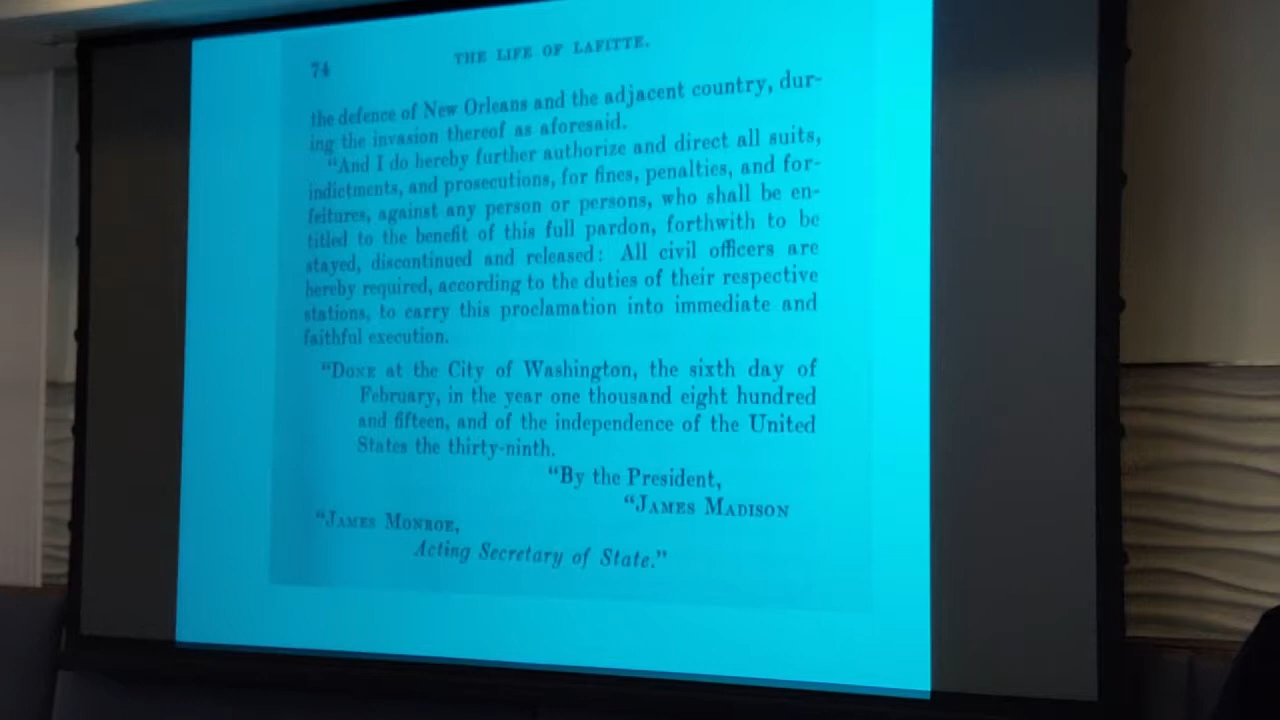 74 THE LIFE OF LAFITTE.
the defence of New Orleans and the adjacent country, dur-
ing the invasion thereof as aforesaid.
"And I do hereby further authorize and direct all suits,
indictments, and prosecutions, for fines, penalties, and for-
feitures, against any person or persons, who shall be en-
titled to the benefit of this full pardon, forthwith to be
stayed, discontinued and released: All civil officers are
hereby required, according to the duties of their respective
stations, to carry this proclamation into immediate and
faithful execution.
"DONE at the City of Washington, the sixth day of
February, in the year one thousand eight hundred
and fifteen, and of the independence of the United
States the thirty-ninth.
"By the President,
"JAMES MADISON
"JAMES MONROE,
Acting Secretary of State."